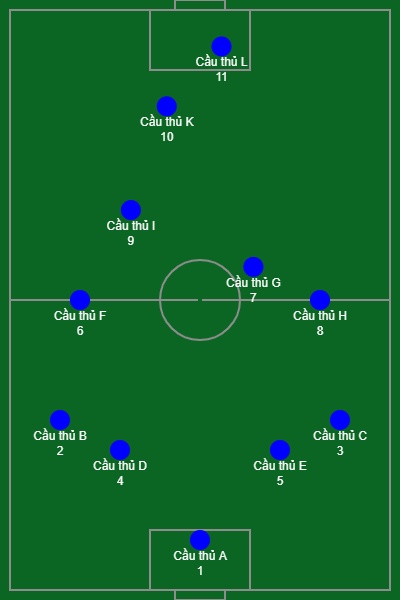 Cầu thủ L
11
Cầu thủ K
10
Cầu thủ I
9
Cầu thủ G
7
Cầu thủ F
6
Cầu thủ H
8
Cầu thủ B
2
Cầu thủ C
3
Cầu thủ D
4
Cầu thủ E
5
Cầu thủ A
1